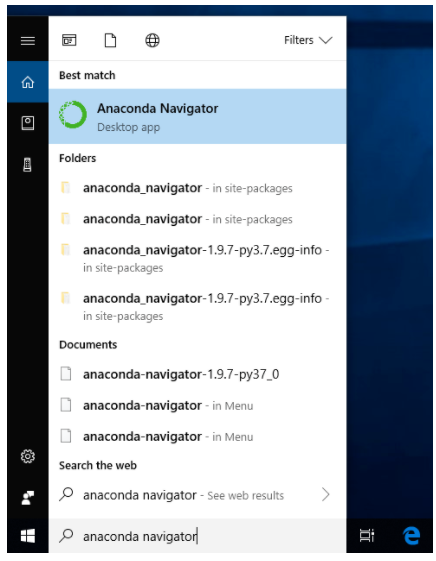 Filters
Best match
Anaconda Navigator
Desktop app
Folders
anaconda_navigator - in site-packages
anaconda_navigator - in site-packages
anaconda_navigator-1.9.7-py3.7.egg-info -
in site-packages
anaconda_navigator-1.9.7-py3.7.egg-info -
in site-packages
Documents
anaconda-navigator-1.9.7-py37_0
anaconda-navigator - in Menu
anaconda-navigator - in Menu
Search the web
anaconda navigator - See web results
anaconda navigator